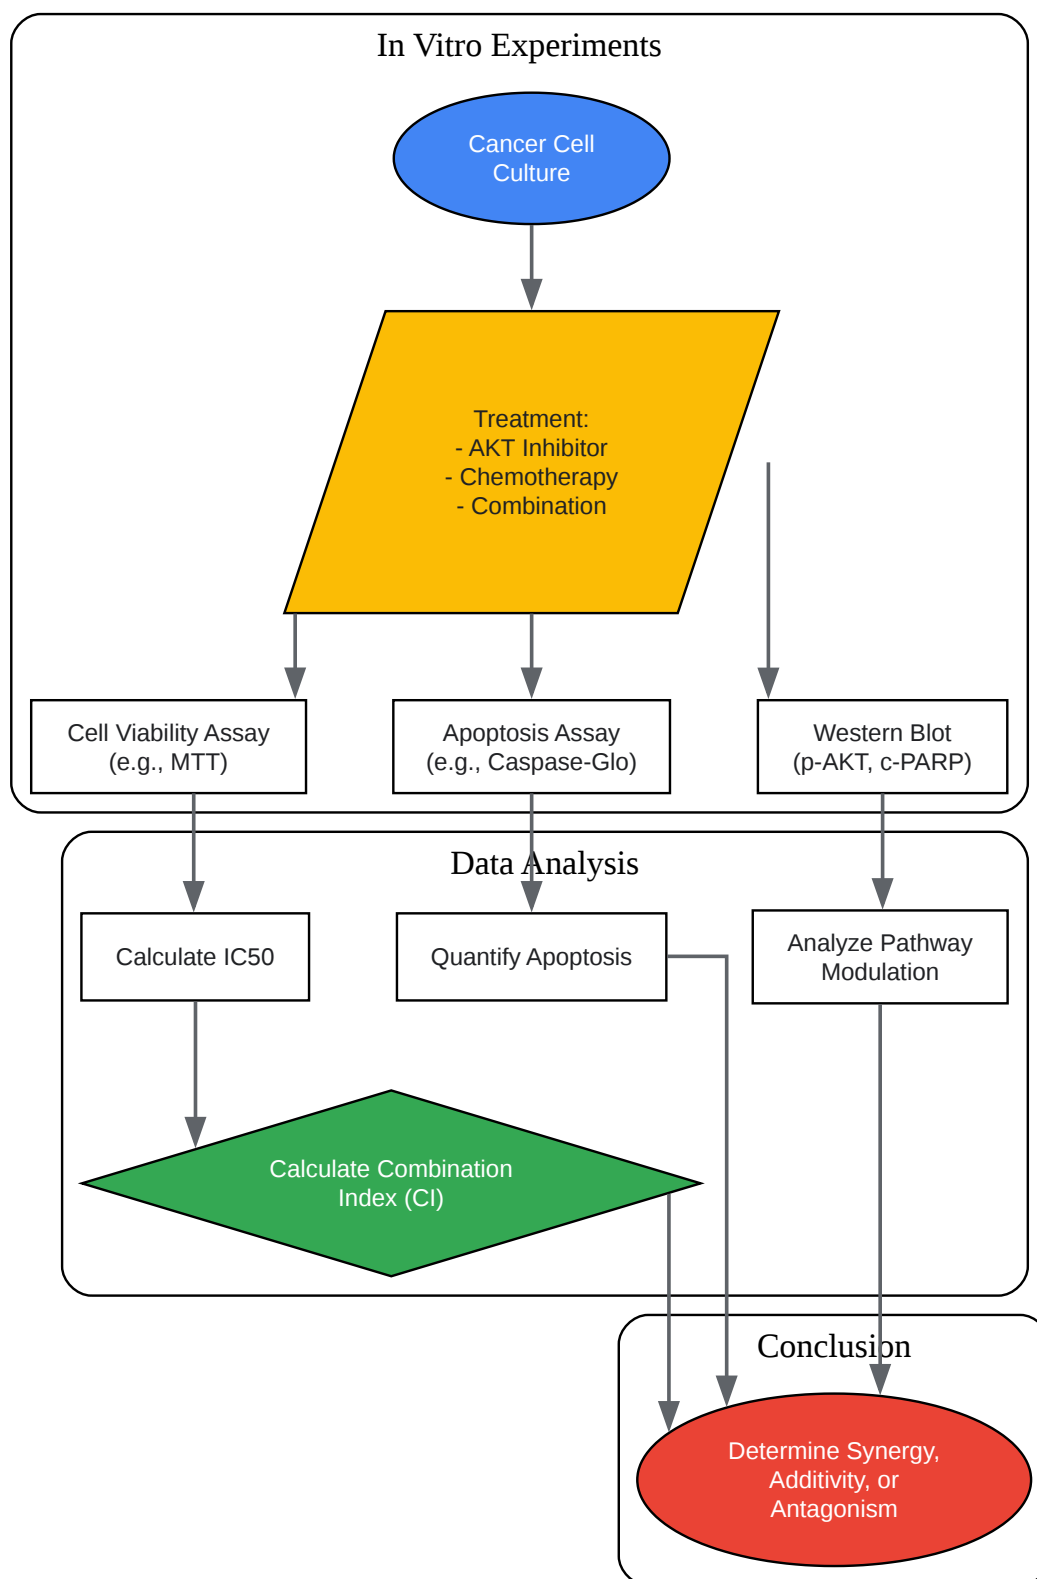 In Vitro Experiments
Cancer Cell
Culture
Treatment:
- AKT Inhibitor
- Chemotherapy
- Combination
Cell Viability Assay
(e.g., MTT)
Apoptosis Assay
(e.g., Caspase-Glo)
Western Blot
(p-AKT, c-PARP)
Data Analysis
Calculate IC50
Quantify Apoptosis
Analyze Pathway
Modulation
Calculate Combination
Index (CI)
Conclusion
Determine Synergy,
Additivity, or
Antagonism